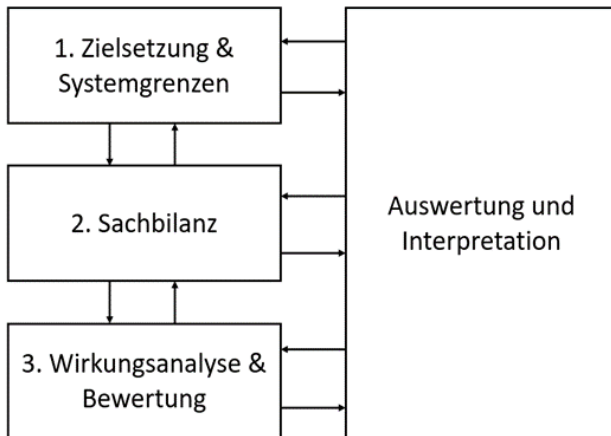 1. Zielsetzung &
Systemgrenzen
2. Sachbilanz
3. Wirkungsanalyse &
Bewertung
Auswertung und
Interpretation